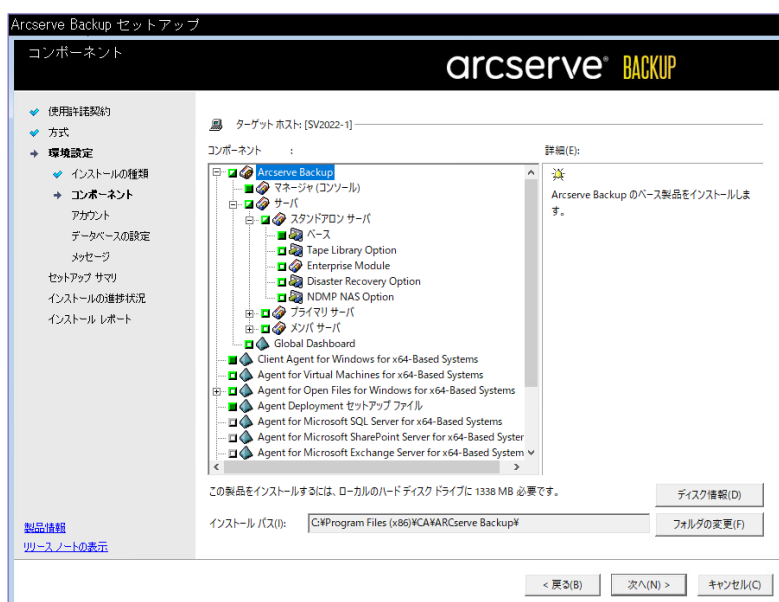 Arcserve Backup セットアップ
コンポーネント
arcserve® BACKUP
使用許諾契約
方式
環境設定
インストールの種類
コンポーネント
アカウント
データベースの設定
メッセージ
セットアップ サマリ
インストールの進捗状況
インストール レポート
製品情報
リリース ノートの表示
ターゲット ホスト: [SV2022-1]
コンポーネント :
Arcserve Backup
マネージャ (コンソール)
サーバ
スタンドアロン サーバ
ベース
Tape Library Option
Enterprise Module
Disaster Recovery Option
NDMP NAS Option
プライマリ サーバ
メンバ サーバ
Global Dashboard
Client Agent for Windows for x64-Based Systems
Agent for Virtual Machines for x64-Based Systems
Agent for Open Files for Windows for x64-Based Systems
Agent Deployment セットアップ ファイル
Agent for Microsoft SQL Server for x64-Based Systems
Agent for Microsoft SharePoint Server for x64-Based Syster
Agent for Microsoft Exchange Server for x64-Based System
詳細(E):
Arcserve Backup のベース製品をインストールしま
す。
この製品をインストールするには、ローカルのハード ディスク ドライブに 1338 MB 必要です。
ディスク情報(D)
インストール パス(I):
C:¥Program Files (x86)¥CA¥ARCserve Backup¥
フォルダの変更(F)
< 戻る(B)
次へ(N) >
キャンセル(C)